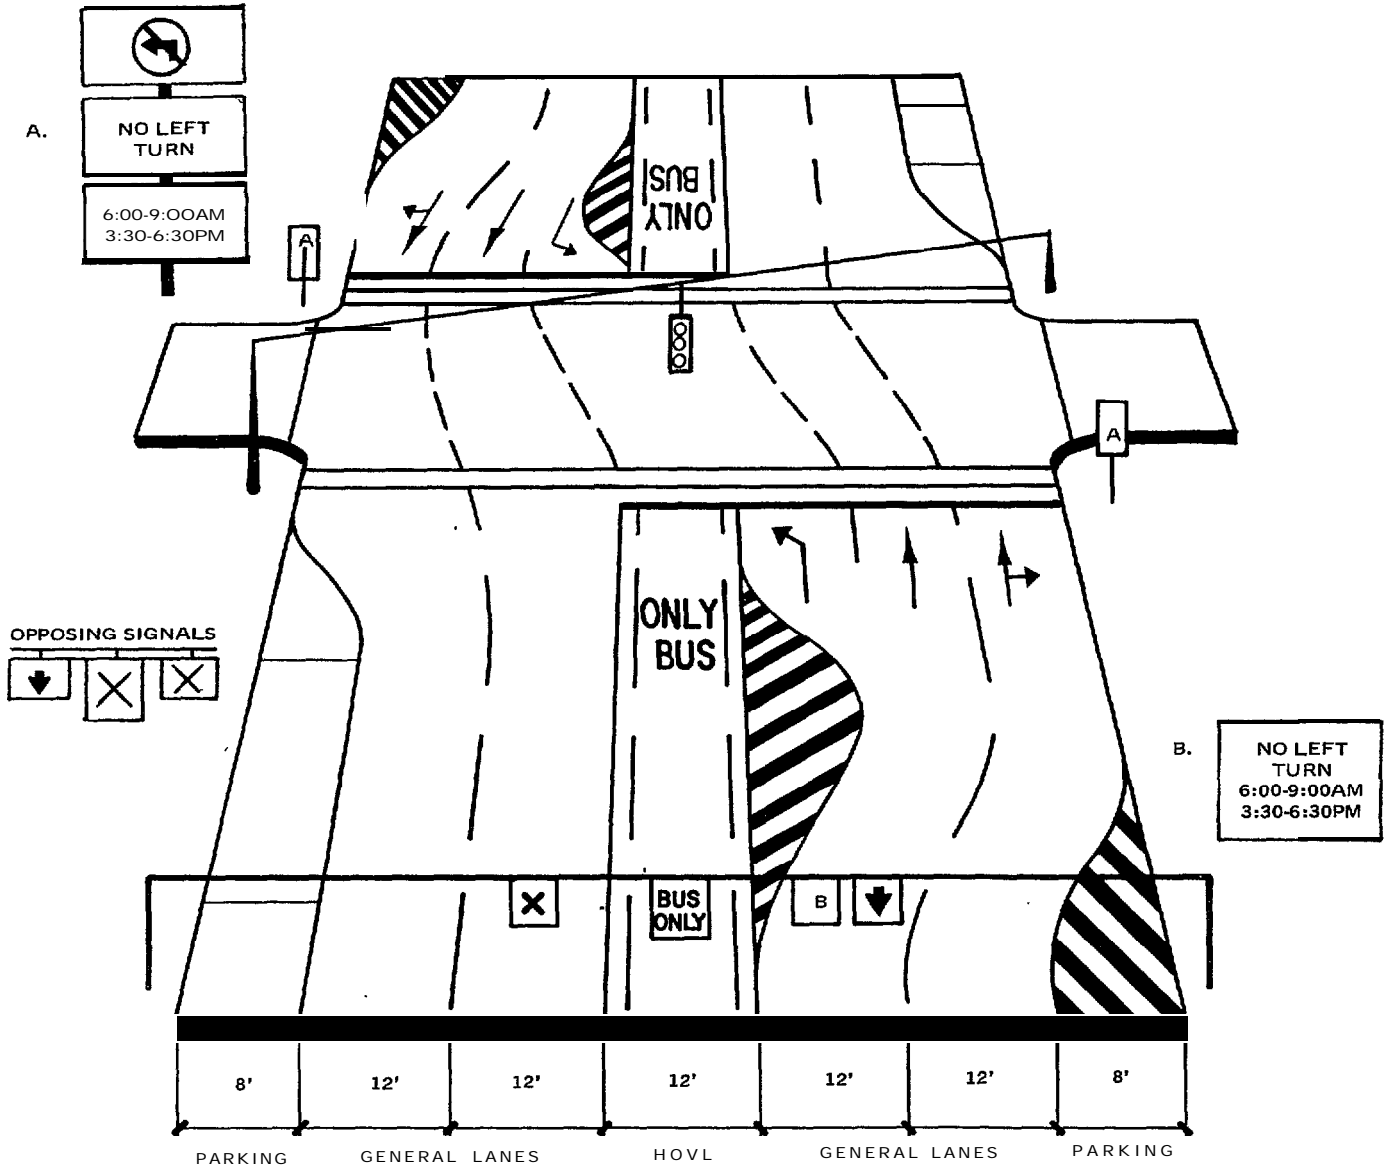 A.
NO LEFT
TURN
6:00-9:00AM
3:30-6:30PM
A
BUS
ONLY
A
ONLY
BUS
OPPOSING SIGNALS
B.
NO LEFT
TURN
6:00-9:00AM
3:30-6:30PM
BUS
ONLY
B
8' 12' 12' 12' 12' 12' 8'
PARKING GENERAL LANES HOVL GENERAL LANES PARKING